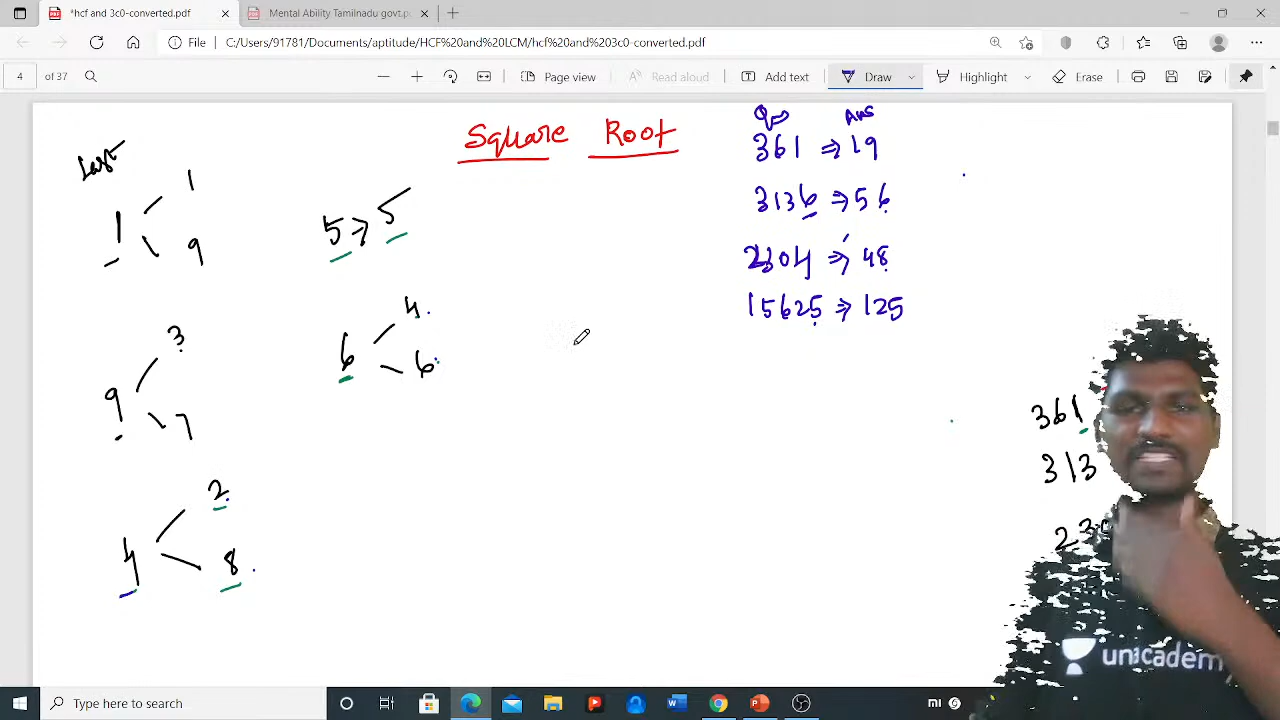 *hcf and 3c0-converted.pdf
Mental Ability Tamilnadu govt.p
File C:/Users/91781/Documents/aptitude/HCF%20and%20LCM/hcf%20and%203c0-converted.pdf
4 of 37
Page view
Read aloud
Add text
Draw
Highlight
Erase
Square Root
Last
1 1 9
9 3 7
4 2 8
5 → 5
6 4 6
Qus Ans
361 ⇒ 19
3136 ⇒ 56
2304 ⇒ 48
15625 ⇒ 125
361
313
230
unacademy
Type here to search